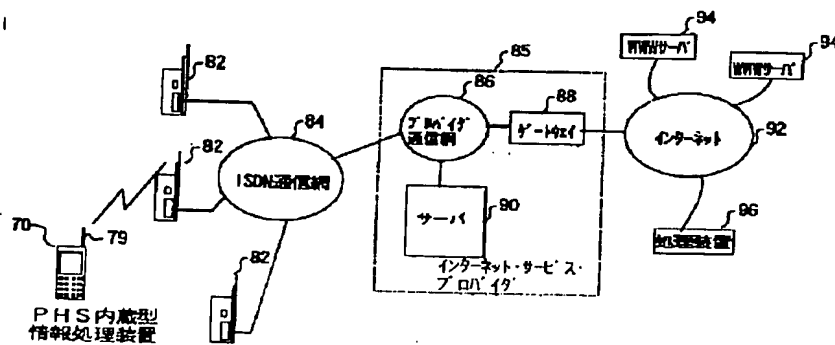 94
94
WWWサーバ
WWWサーバ
85
82
86
88
84
プロバイダ
通信網
ゲートウェイ
インターネット
92
82
ISDN通信網
サーバ
90
96
処理装置
70
79
82
インターネット・サービス・
プロバイダ
PHS内蔵型
情報処理装置